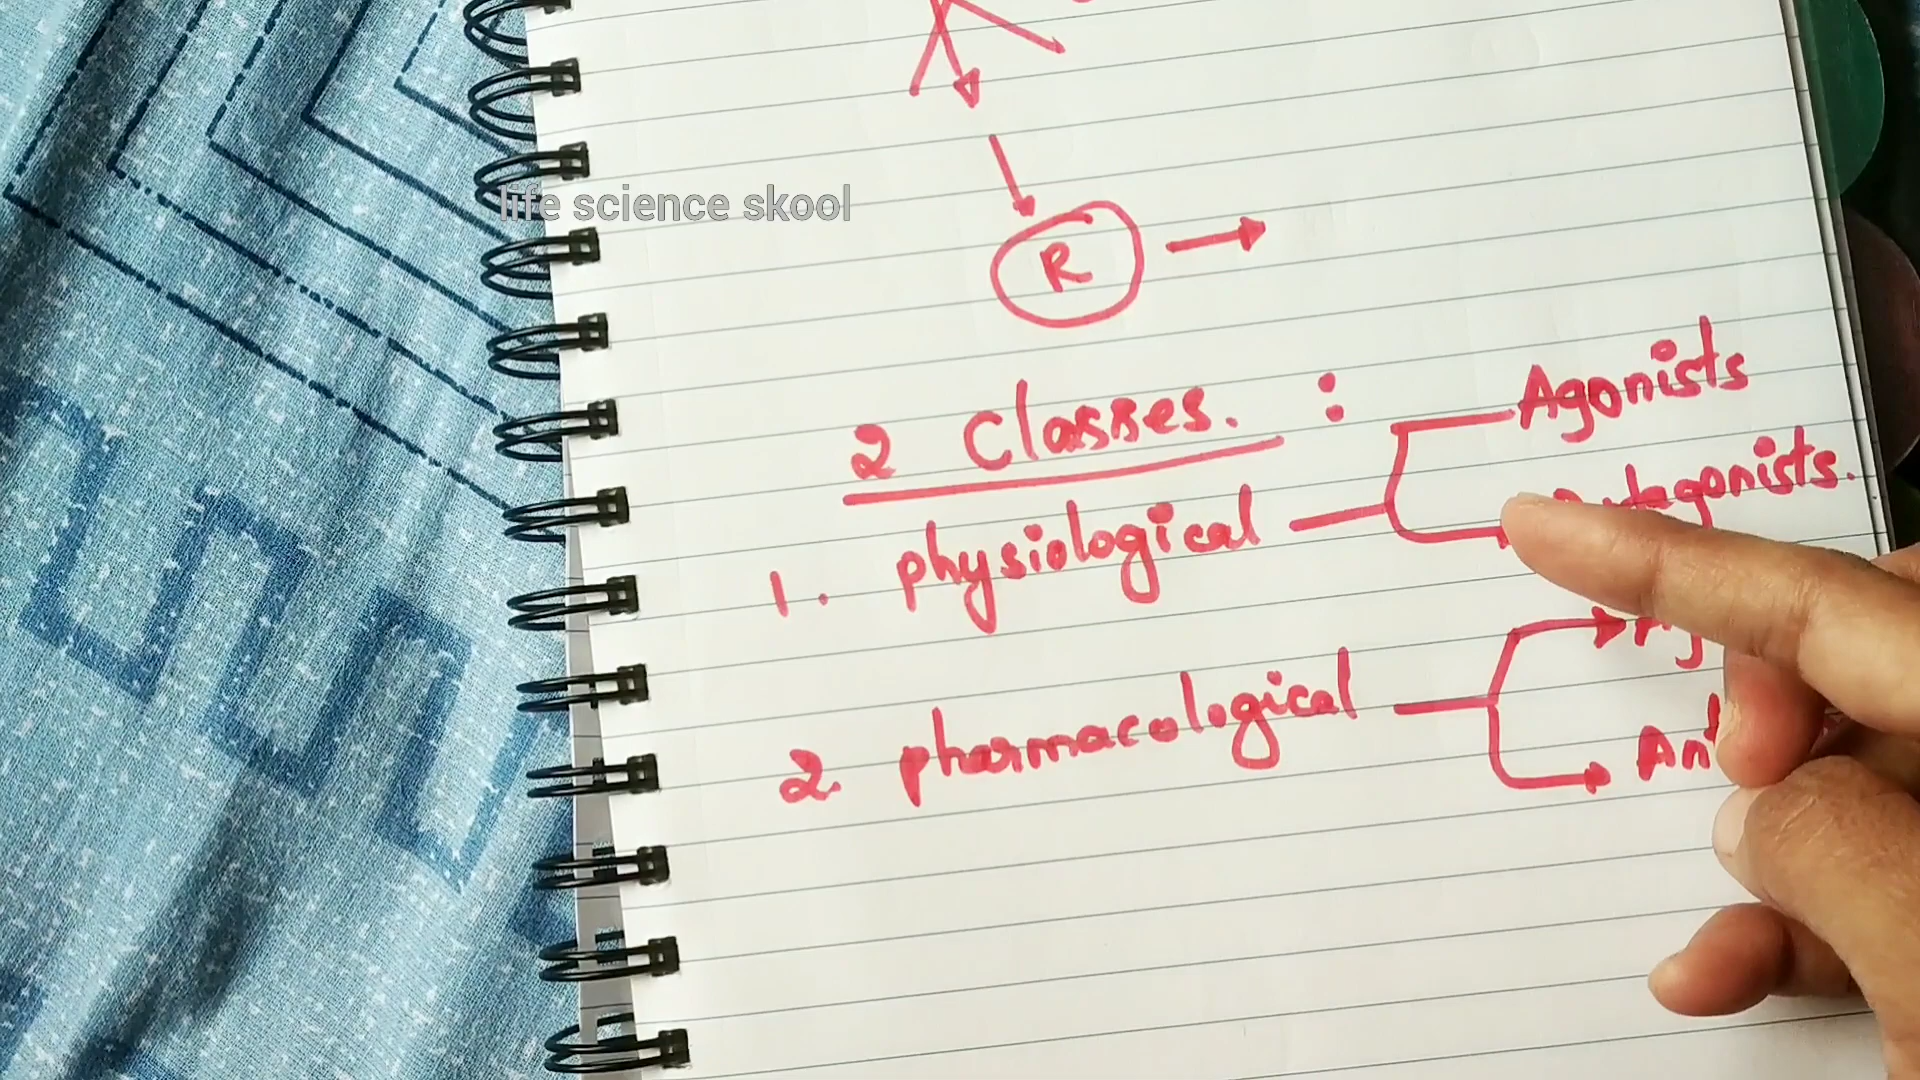 life science skool
R
2 Classes. :
Agonists
1. physiological
2. pharmacological